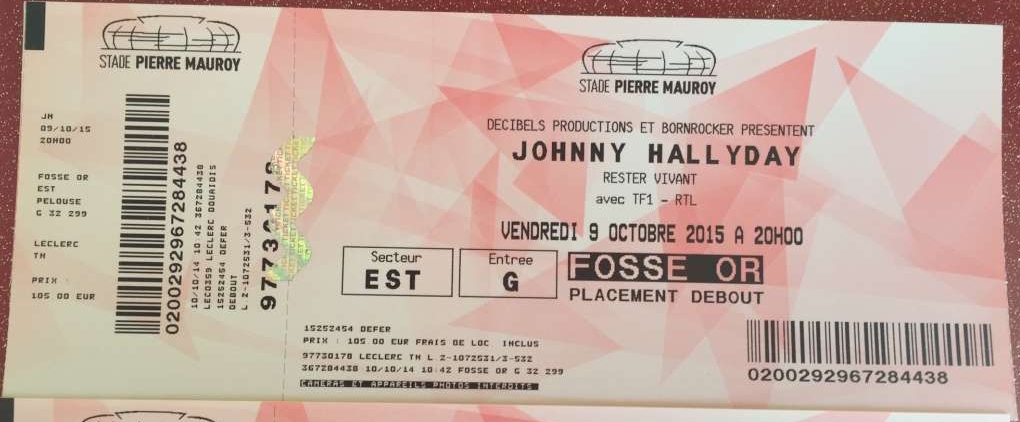 STADE PIERRE MAUROY
JH
09/10/15
20H00
FOSSE OR
EST
PELOUSE
G 32 299
LECLERC
TH
PRIX :
105 00 EUR
0200292967284438
10/10/14 10:42 367284438
LEC0359 LECLERC DOUAIDIS
15252454 DEFER
DEBOUT
L 2-1072531/3-532
97730178
STADE PIERRE MAUROY
DECIBELS PRODUCTIONS ET BORNROCKER PRESENTENT
JOHNNY HALLYDAY
RESTER VIVANT
avec TF1 - RTL
VENDREDI 9 OCTOBRE 2015 A 20H00
Secteur
EST
Entree
G
FOSSE OR
PLACEMENT DEBOUT
15252454 DEFER
PRIX : 105 00 EUR FRAIS DE LOC INCLUS
97730178 LECLERC TH L 2-1072531/3-532
367284438 10/10/14 10:42 FOSSE OR G 32 299
CAMERAS ET APPAREILS PHOTOS INTERDITS
0200292967284438